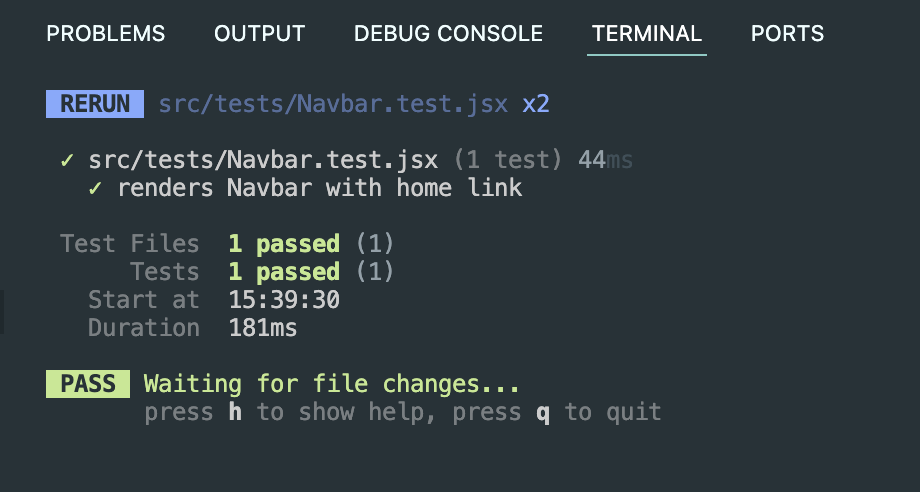 PROBLEMS OUTPUT DEBUG CONSOLE TERMINAL PORTS
RERUN src/tests/Navbar.test.jsx x2
✓ src/tests/Navbar.test.jsx (1 test) 44ms
✓ renders Navbar with home link
Test Files 1 passed (1)
Tests 1 passed (1)
Start at 15:39:30
Duration 181ms
PASS Waiting for file changes...
press h to show help, press q to quit